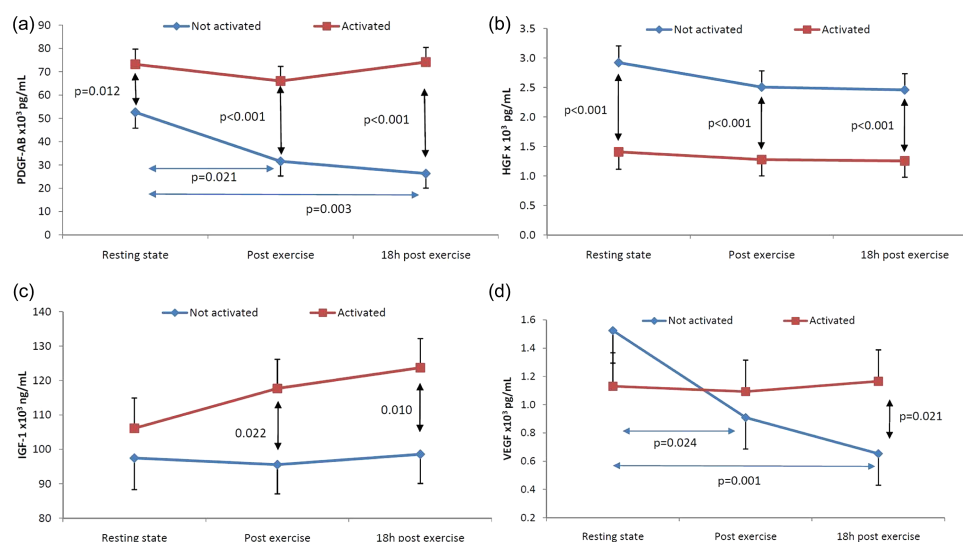 (a)
Not activated
Activated
90
80
70
60
50
40
30
20
10
0
PDGF-AB x10³ pg/mL
p=0.012
p<0.001
p<0.001
p=0.021
p=0.003
Resting state
Post exercise
18h post exercise
(b)
Not activated
Activated
3.5
3.0
2.5
2.0
1.5
1.0
0.5
0.0
HGF x 10³ pg/mL
p<0.001
p<0.001
p<0.001
Resting state
Post exercise
18h post exercise
(c)
Not activated
Activated
140
130
120
110
100
90
80
IGF-1 x10³ ng/mL
0.022
0.010
Resting state
Post exercise
18h post exercise
(d)
Not activated
Activated
1.6
1.4
1.2
1.0
0.8
0.6
0.4
0.2
VEGF x10³ pg/mL
p=0.024
p=0.021
p=0.001
Resting state
Post exercise
18h post exercise